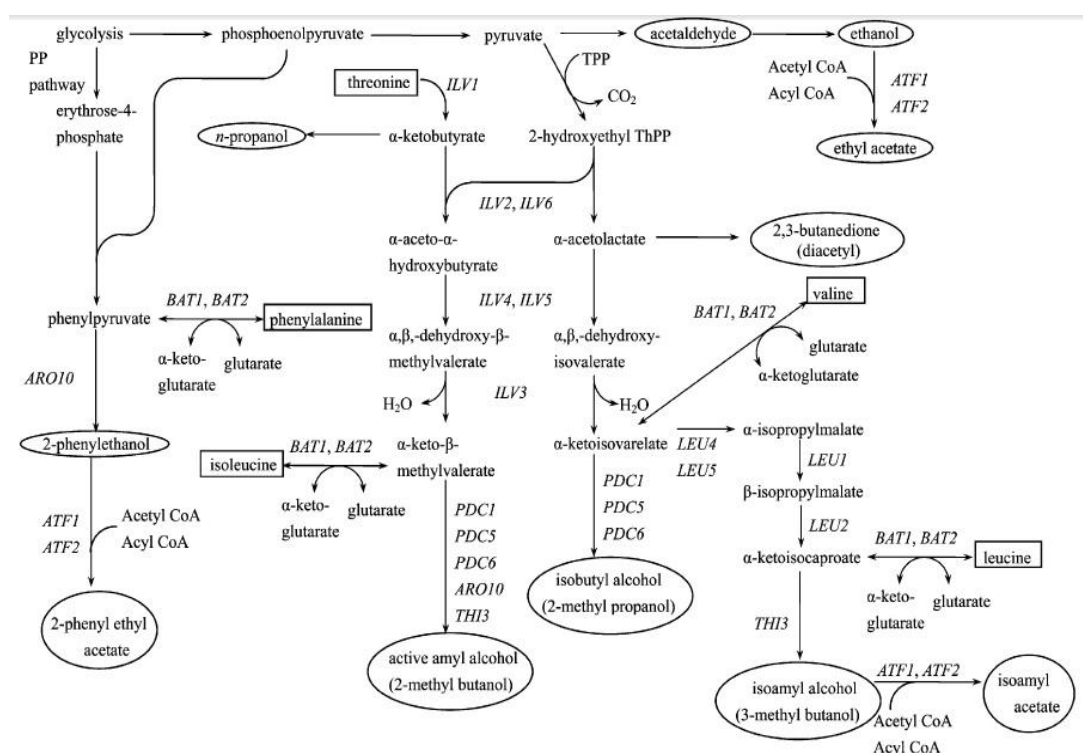 glycolysis
phosphoenolpyruvate
pyruvate
acetaldehyde
ethanol
PP
pathway
erythrose-4-
phosphate
threonine
ILV1
TPP
CO2
Acetyl CoA
Acyl CoA
ATF1
ATF2
n-propanol
α-ketobutyrate
2-hydroxyethyl ThPP
ethyl acetate
ILV2, ILV6
α-aceto-α-
hydroxybutyrate
α-acetolactate
2,3-butanedione
(diacetyl)
phenylpyruvate
BAT1, BAT2
phenylalanine
α-keto-
glutarate
glutarate
ILV4, ILV5
α,β,-dehydroxy-β-
methylvalerate
α,β,-dehydroxy-
isovalerate
BAT1, BAT2
valine
glutarate
α-ketoglutarate
ARO10
H2O
ILV3
H2O
2-phenylethanol
isoleucine
BAT1, BAT2
α-keto-
glutarate
glutarate
α-keto-β-
methylvalerate
α-ketoisovarelate
LEU4
LEU5
α-isopropylmalate
LEU1
β-isopropylmalate
LEU2
ATF1
ATF2
Acetyl CoA
Acyl CoA
PDC1
PDC5
PDC6
ARO10
THI3
PDC1
PDC5
PDC6
α-ketoisocaproate
BAT1, BAT2
leucine
α-keto-
glutarate
glutarate
2-phenyl ethyl
acetate
active amyl alcohol
(2-methyl butanol)
isobutyl alcohol
(2-methyl propanol)
THI3
isoamyl alcohol
(3-methyl butanol)
ATF1, ATF2
Acetyl CoA
Acyl CoA
isoamyl
acetate